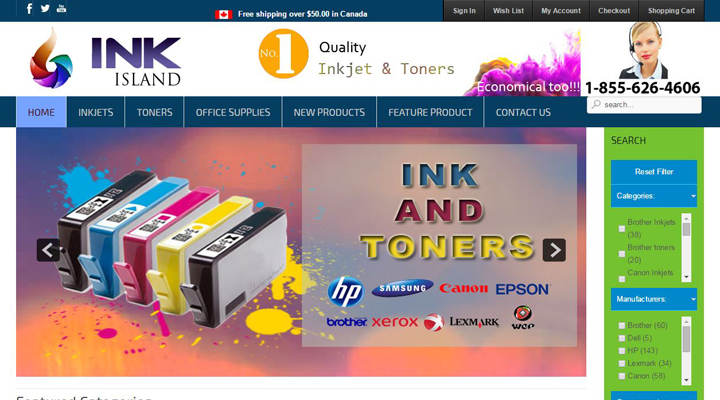 Free shipping over $50.00 in Canada
Sign In
Wish List
My Account
Checkout
Shopping Cart
INK
ISLAND
No.
1
Quality
Inkjet & Toners
Economical too!!!
1-855-626-4606
search...
HOME
INKJETS
TONERS
OFFICE SUPPLIES
NEW PRODUCTS
FEATURE PRODUCT
CONTACT US
INK
AND
TONERS
hp
SAMSUNG
Canon
EPSON
brother
xerox
LEXMARK
SEARCH
Reset Filter
Categories:
Brother Inkjets
(38)
Brother toners
(20)
Canon Inkjets
Manufacturers:
Brother (60)
Dell (5)
HP (143)
Lexmark (34)
Canon (58)
Featured Categories